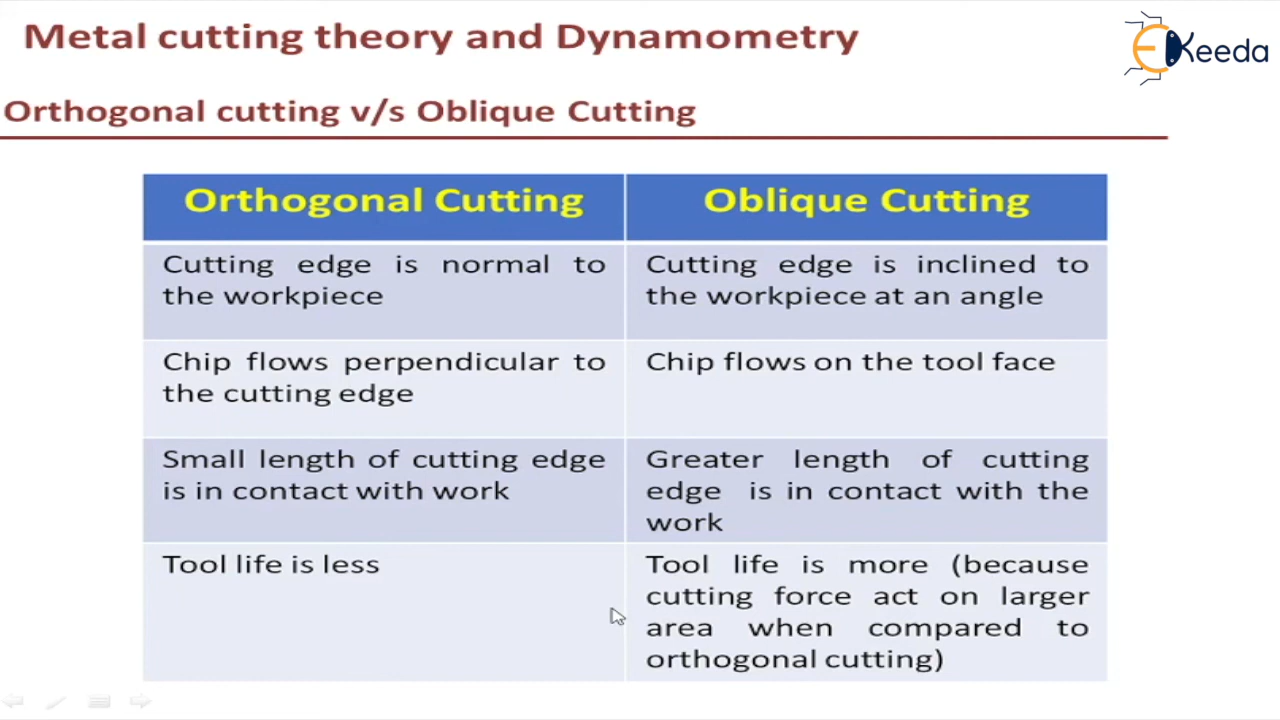 Metal cutting theory and Dynamometry
EKeeda
Orthogonal cutting v/s Oblique Cutting
Orthogonal Cutting
Oblique Cutting
Cutting edge is normal to
the workpiece
Cutting edge is inclined to
the workpiece at an angle
Chip flows perpendicular to
the cutting edge
Chip flows on the tool face
Small length of cutting edge
is in contact with work
Greater length of cutting
edge is in contact with the
work
Tool life is less
Tool life is more (because
cutting force act on larger
area when compared to
orthogonal cutting)